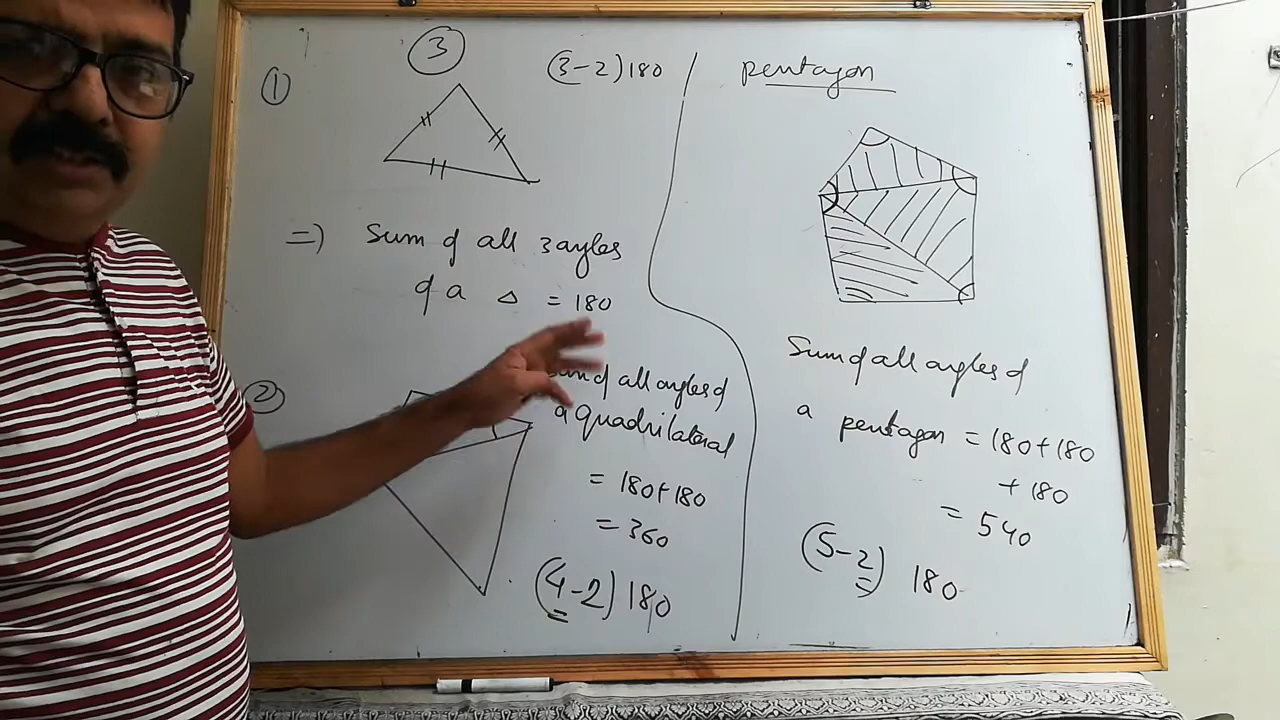 ①
③
(3-2)180
=> Sum of all 3 angles
of a △ = 180
②
Sum of all angles of
a quadrilateral
= 180+180
= 360
(4-2) 180
pentagon
Sum of all angles of
a pentagon = 180+180
+ 180
= 540
(5-2) 180